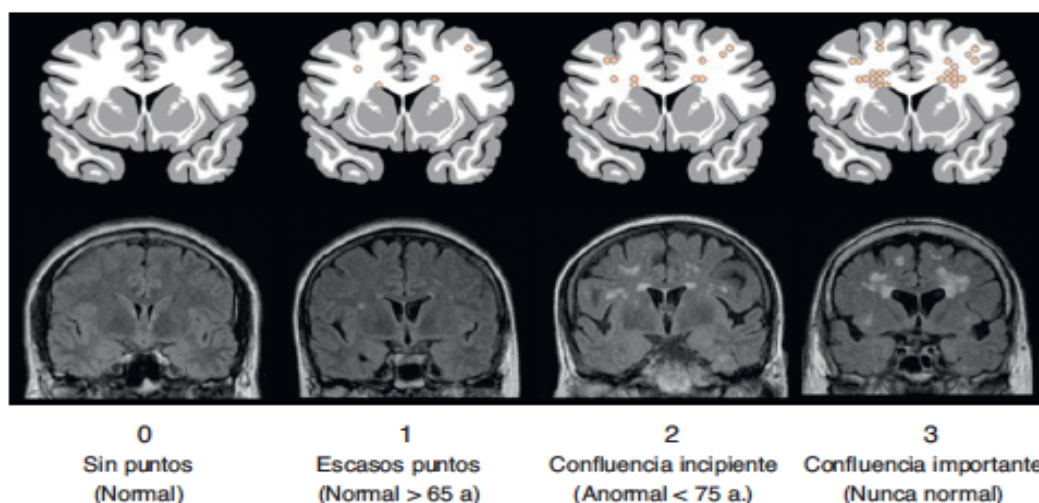 0
Sin puntos
(Normal)
1
Escasos puntos
(Normal > 65 a)
2
Confluencia incipiente
(Anormal < 75 a.)
3
Confluencia importante
(Nunca normal)